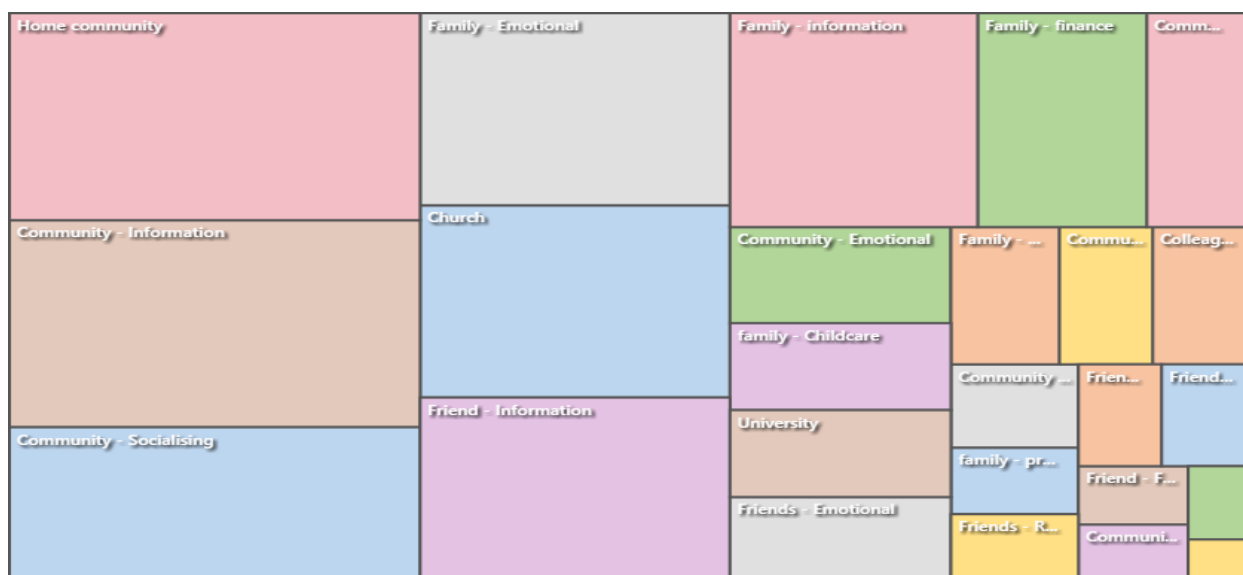 Home community
Community - Information
Community - Socialising
Family - Emotional
Church
Friend - Information
Family - information
Family - finance
Comm...
Community - Emotional
family - Childcare
University
Friends - Emotional
Family - ...
Commu...
Colleag...
Community ...
family - pr...
Friends - R...
Frien...
Friend...
Friend - F...
Communi...